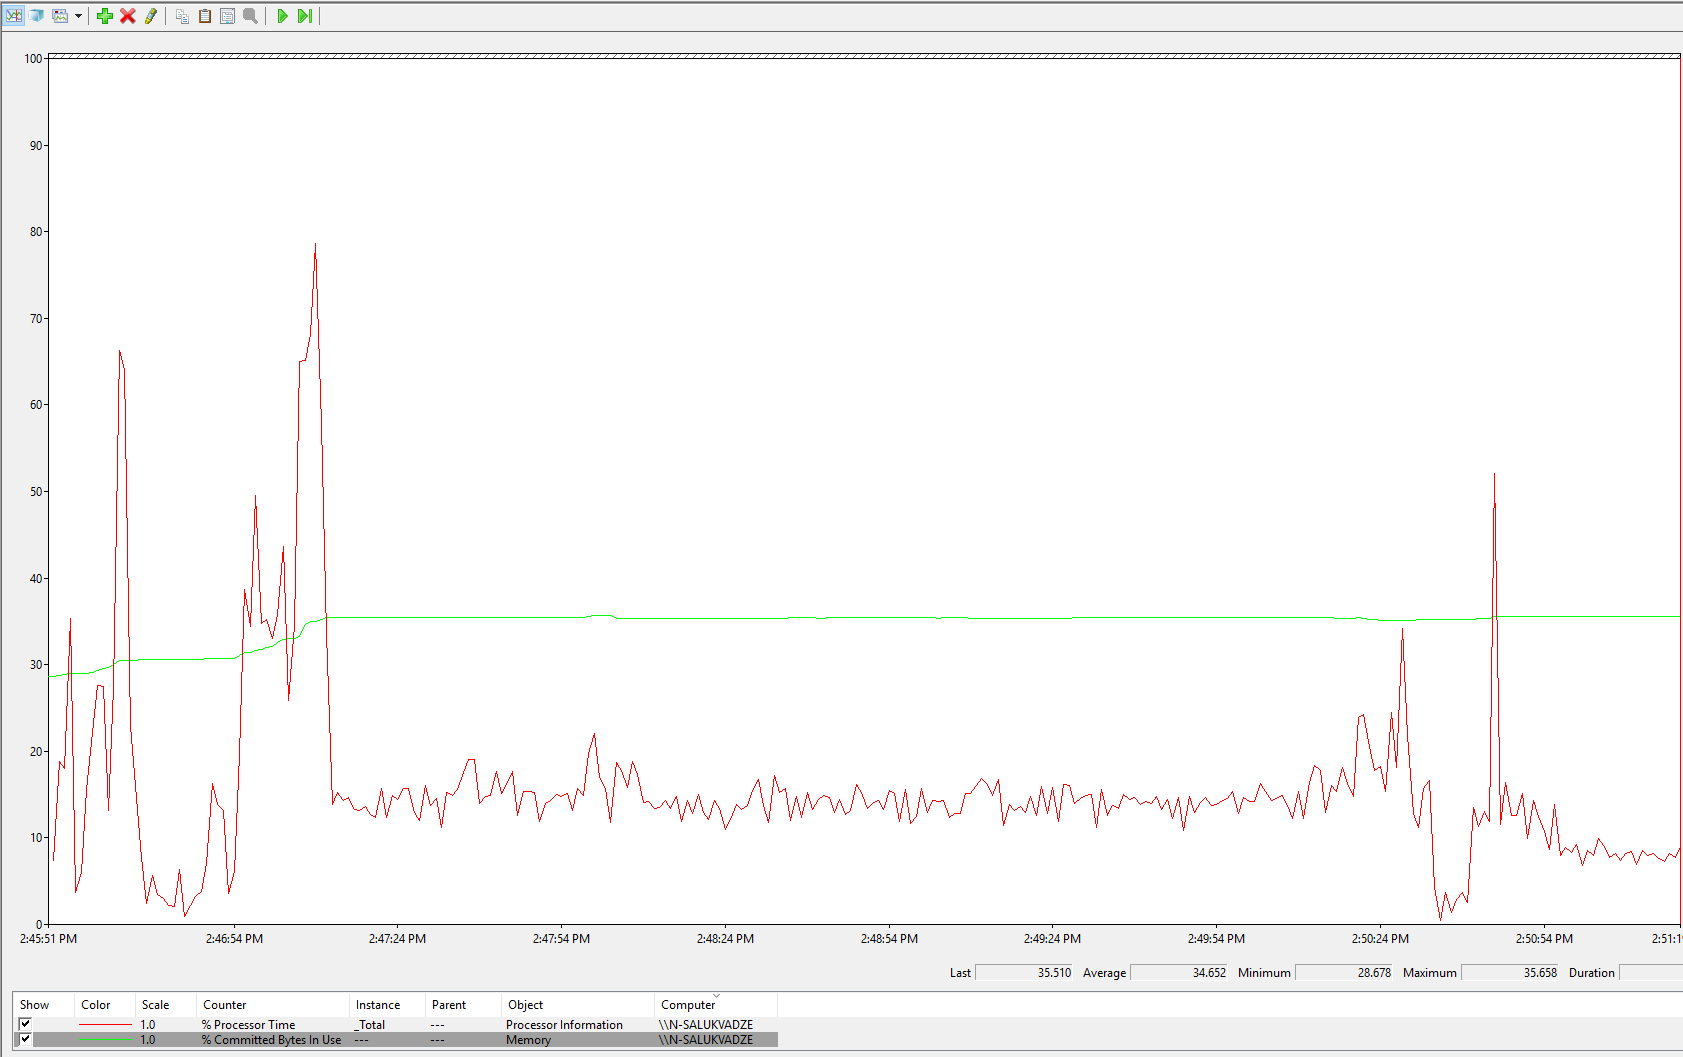 100
90
80
70
60
50
40
30
20
10
0
2:45:51 PM 2:46:54 PM 2:47:24 PM 2:47:54 PM 2:48:24 PM 2:48:54 PM 2:49:24 PM 2:49:54 PM 2:50:24 PM 2:50:54 PM 2:51:1
Last 35.510 Average 34.652 Minimum 28.678 Maximum 35.658 Duration
Show Color Scale Counter Instance Parent Object Computer
1.0 % Processor Time _Total --- Processor Information \\N-SALUKVADZE
1.0 % Committed Bytes In Use --- --- Memory \\N-SALUKVADZE